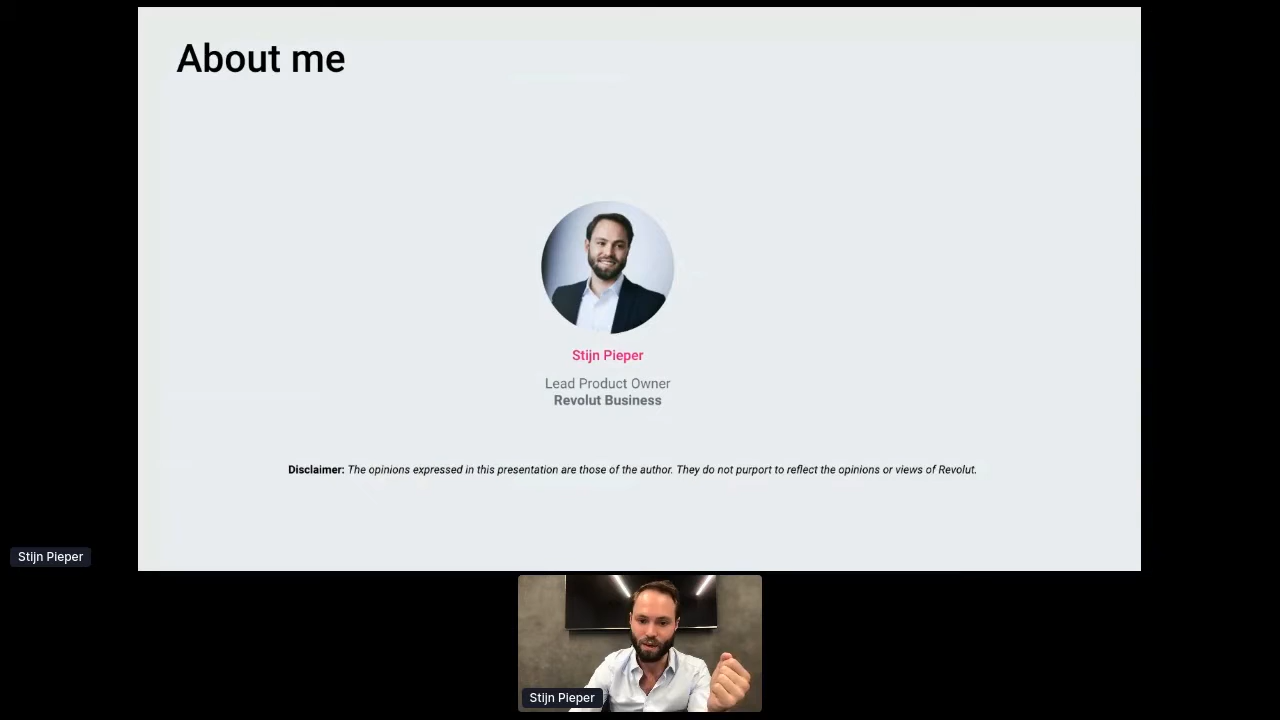 About me
Stijn Pieper
Lead Product Owner
Revolut Business
Disclaimer: The opinions expressed in this presentation are those of the author. They do not purport to reflect the opinions or views of Revolut.
Stijn Pieper
Stijn Pieper